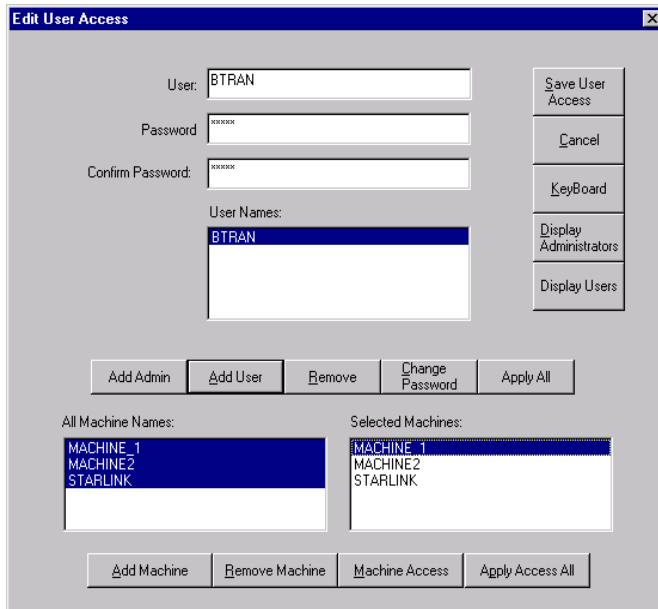 Edit User Access
User: BTRAN
Save User
Access
Password xxxxx
Cancel
Confirm Password: xxxxx
KeyBoard
User Names:
BTRAN
Display
Administrators
Display Users
Add Admin Add User Remove Change
Password Apply All
All Machine Names: Selected Machines:
MACHINE_1 MACHINE_1
MACHINE2 MACHINE2
STARLINK STARLINK
Add Machine Remove Machine Machine Access Apply Access All